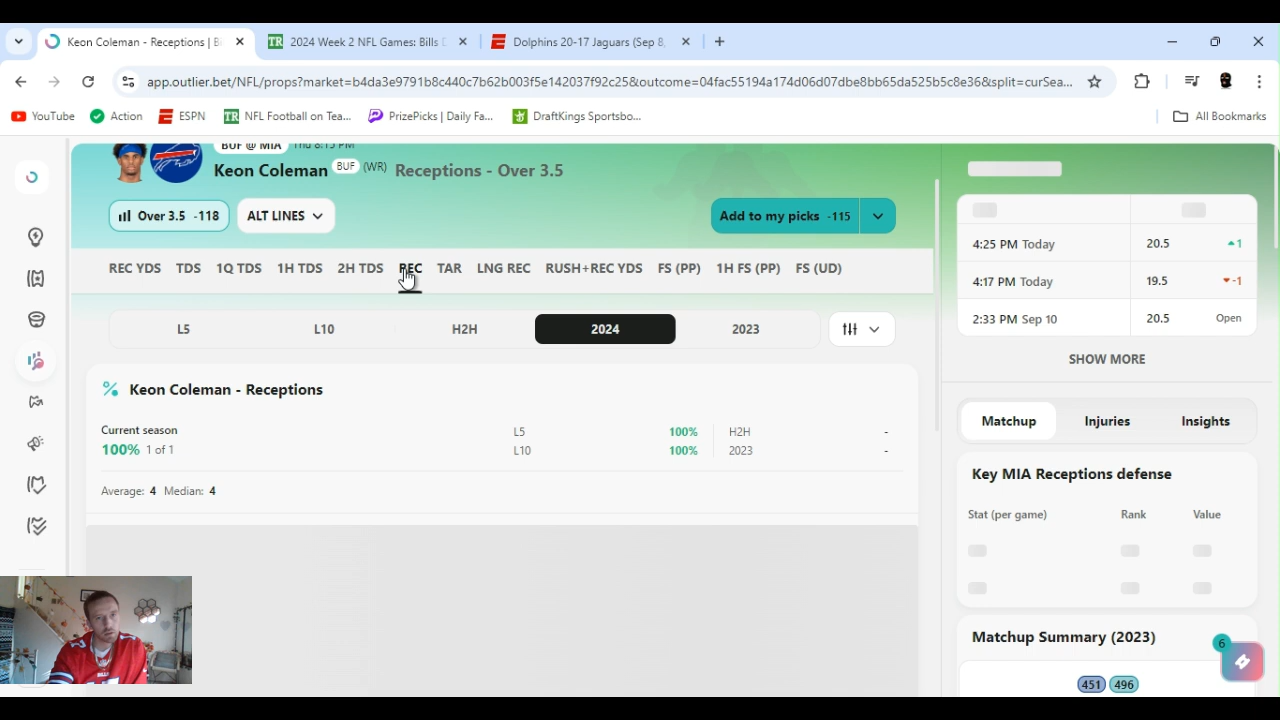 Keon Coleman - Receptions | B
2024 Week 2 NFL Games: Bills
Dolphins 20-17 Jaguars (Sep 8,
app.outlier.bet/NFL/props?market=b4da3e9791b8c440c7b62b003f5e142037f92c25&outcome=04fac55194a174d06d07dbe8bb65da525b5c8e36&split=curSea...
YouTube
Action
ESPN
NFL Football on Tea...
PrizePicks | Daily Fa...
DraftKings Sportsbo...
All Bookmarks
BUF @ MIA Thu 8:15 PM
Keon Coleman BUF (WR) Receptions - Over 3.5
Over 3.5 -118
ALT LINES
Add to my picks -115
REC YDS TDS 1Q TDS 1H TDS 2H TDS REC TAR LNG REC RUSH+REC YDS FS (PP) 1H FS (PP) FS (UD)
L5 L10 H2H 2024 2023
Keon Coleman - Receptions
Current season
100% 1 of 1
L5 100%
L10 100%
H2H -
2023 -
Average: 4 Median: 4
4:25 PM Today 20.5 1
4:17 PM Today 19.5 -1
2:33 PM Sep 10 20.5 Open
SHOW MORE
Matchup Injuries Insights
Key MIA Receptions defense
Stat (per game) Rank Value
Matchup Summary (2023)
451 496
6